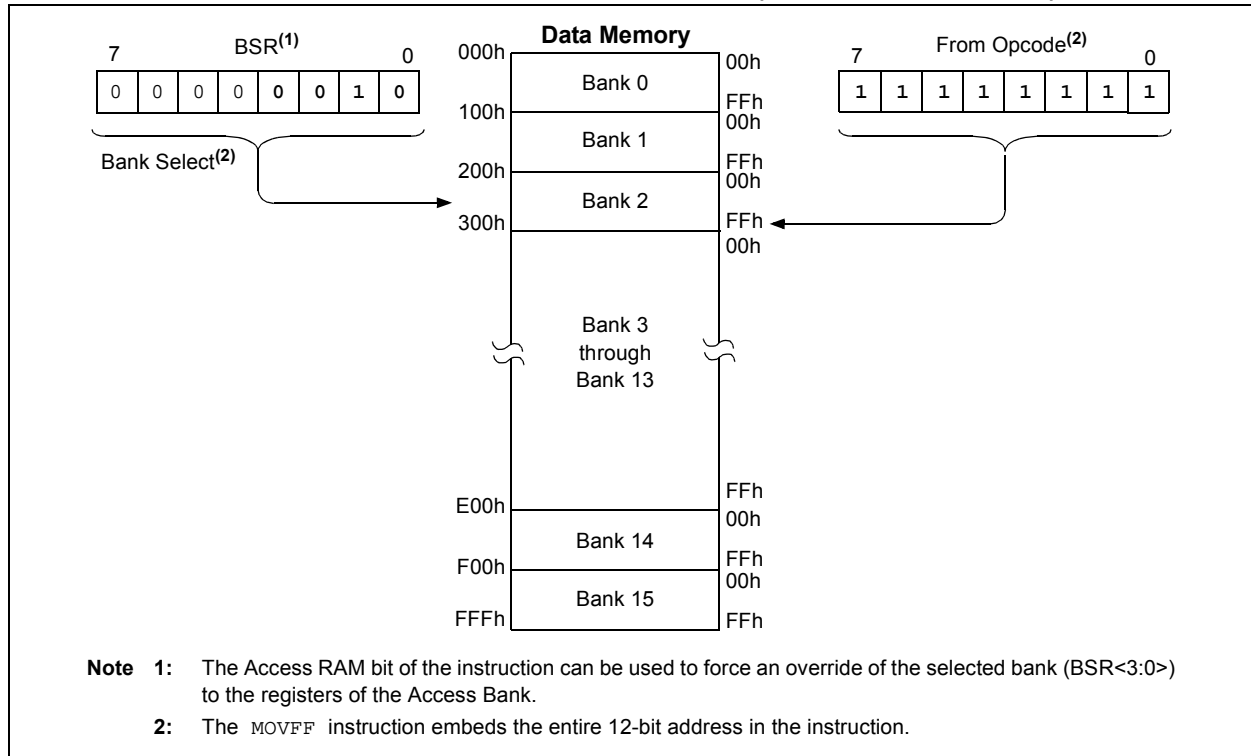 Data Memory
7 BSR(1) 0
0 0 0 0 0 0 1 0
Bank Select(2)
7 From Opcode(2) 0
1 1 1 1 1 1 1 1
000h Bank 0 00h
FFh
100h Bank 1 00h
FFh
200h Bank 2 00h
FFh
300h 00h
Bank 3
through
Bank 13
FFh
E00h Bank 14 00h
FFh
F00h Bank 15 00h
FFFh FFh
Note 1: The Access RAM bit of the instruction can be used to force an override of the selected bank (BSR<3:0>)
to the registers of the Access Bank.
2: The MOVFF instruction embeds the entire 12-bit address in the instruction.